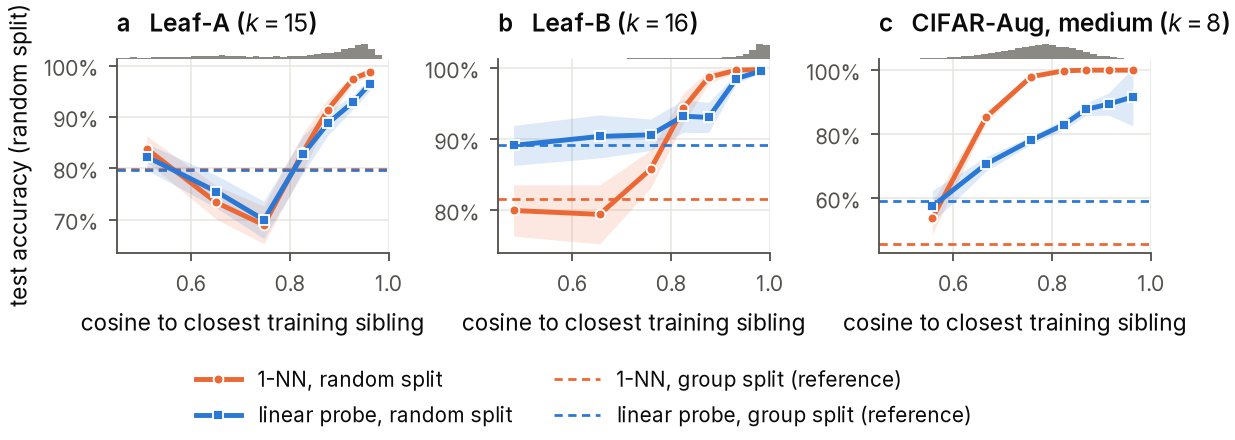 a Leaf-A (k = 15)
b Leaf-B (k = 16)
c CIFAR-Aug, medium (k = 8)
test accuracy (random split)
100%
90%
80%
70%
0.6 0.8 1.0
cosine to closest training sibling
100%
90%
80%
0.6 0.8 1.0
cosine to closest training sibling
100%
80%
60%
0.6 0.8 1.0
cosine to closest training sibling
1-NN, random split
linear probe, random split
1-NN, group split (reference)
linear probe, group split (reference)